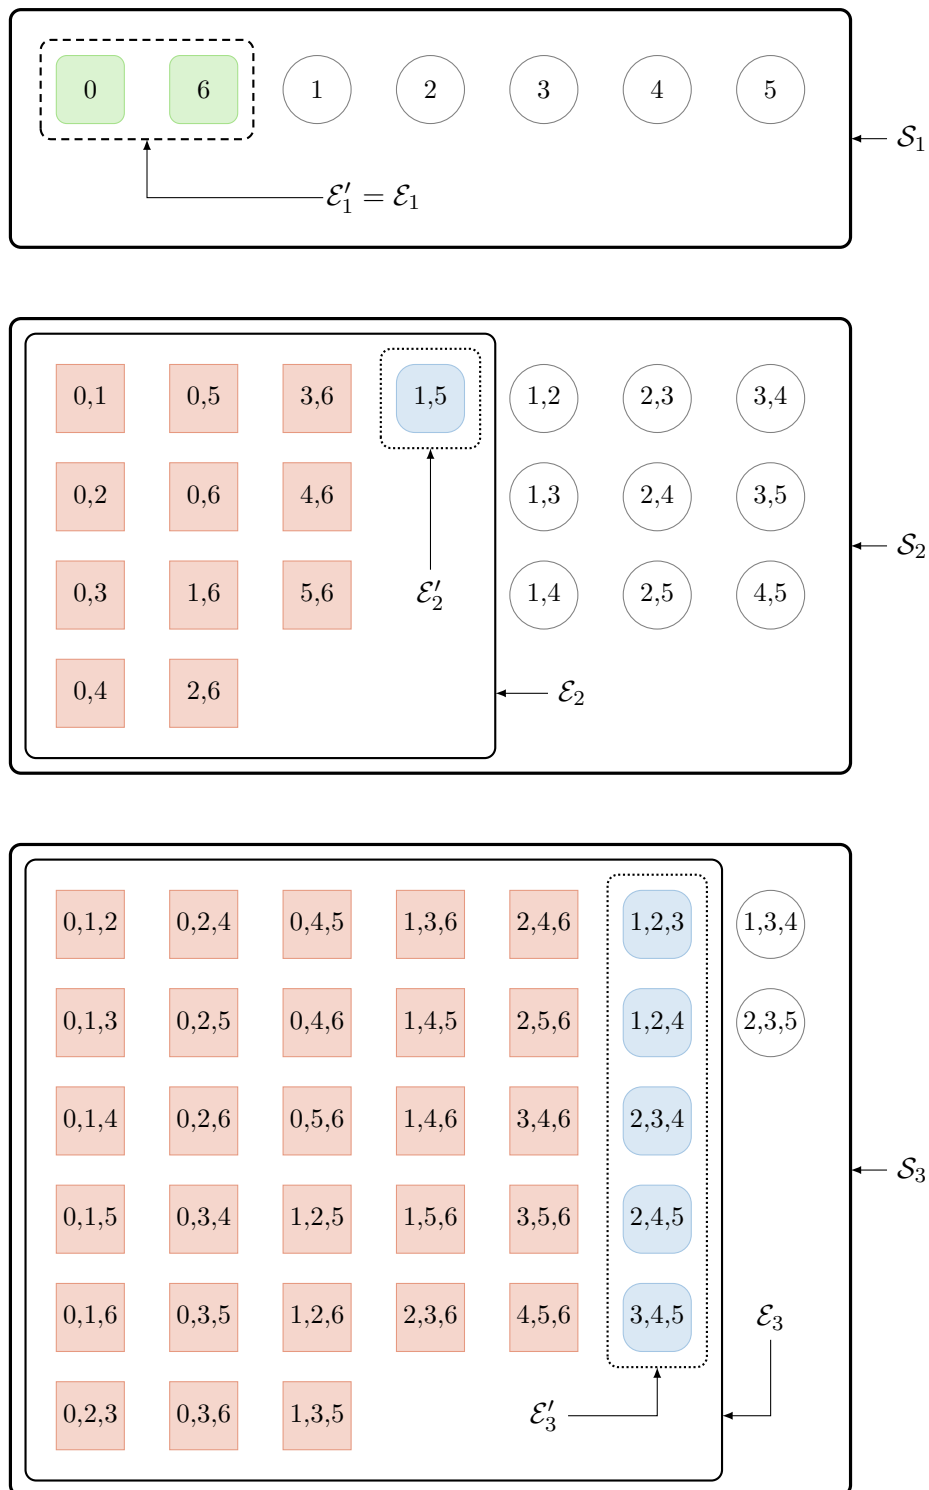 0 6 1 2 3 4 5
𝒮₁
ℰ′₁ = ℰ₁
0,1 0,5 3,6 1,5 1,2 2,3 3,4
0,2 0,6 4,6 1,3 2,4 3,5
𝒮₂
0,3 1,6 5,6 ℰ′₂ 1,4 2,5 4,5
0,4 2,6 ℰ₂
0,1,2 0,2,4 0,4,5 1,3,6 2,4,6 1,2,3 1,3,4
0,1,3 0,2,5 0,4,6 1,4,5 2,5,6 1,2,4 2,3,5
0,1,4 0,2,6 0,5,6 1,4,6 3,4,6 2,3,4
𝒮₃
0,1,5 0,3,4 1,2,5 1,5,6 3,5,6 2,4,5
0,1,6 0,3,5 1,2,6 2,3,6 4,5,6 3,4,5 ℰ₃
0,2,3 0,3,6 1,3,5 ℰ′₃